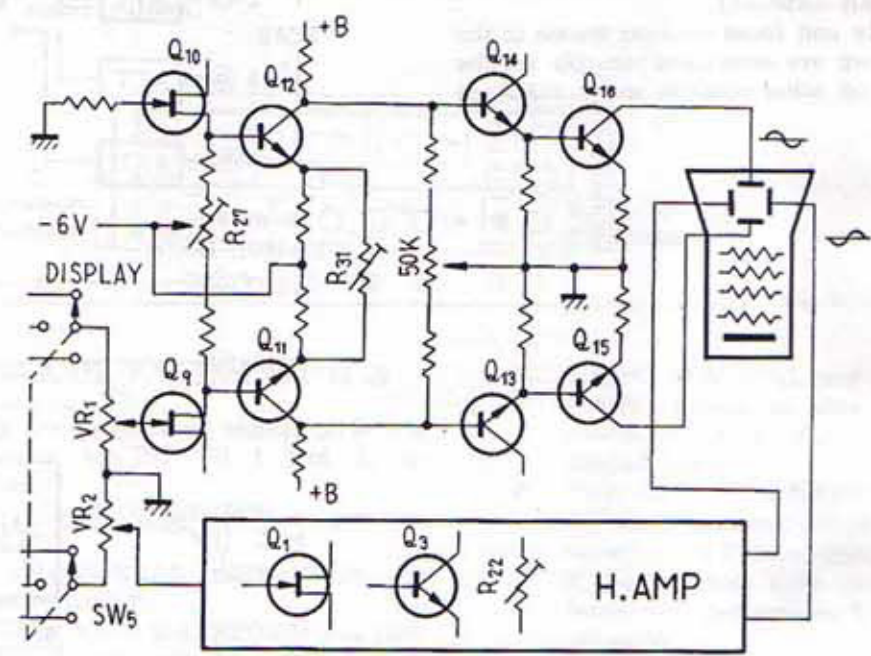 +B
Q10
Q12
Q14
Q16
-6V
R27
R31
50K
DISPLAY
Q9
Q11
Q13
Q15
VR1
+B
VR2
Q1
Q3
R22
H.AMP
SW5